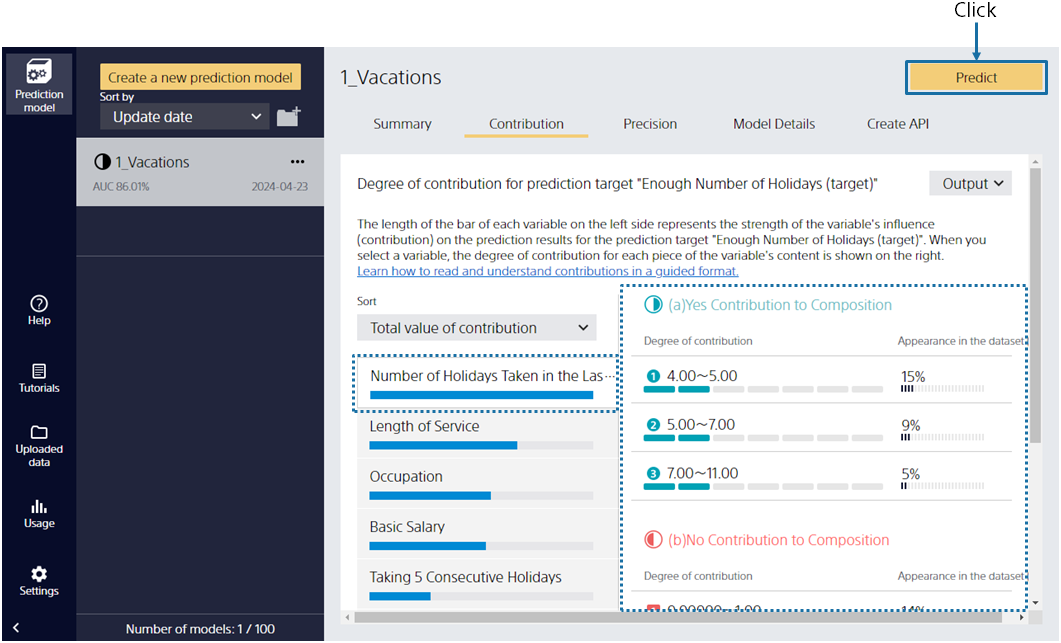 Click
Prediction
model
Help
Tutorials
Uploaded
data
Usage
Settings
Create a new prediction model
Sort by
Update date
1_Vacations
AUC 86.01%
2024-04-23
Number of models: 1 / 100
1_Vacations
Predict
Summary
Contribution
Precision
Model Details
Create API
Degree of contribution for prediction target "Enough Number of Holidays (target)"
Output
The length of the bar of each variable on the left side represents the strength of the variable's influence
(contribution) on the prediction results for the prediction target "Enough Number of Holidays (target)". When you
select a variable, the degree of contribution for each piece of the variable's content is shown on the right.
Learn how to read and understand contributions in a guided format.
Sort
Total value of contribution
Number of Holidays Taken in the Las...
Length of Service
Occupation
Basic Salary
Taking 5 Consecutive Holidays
(a)Yes Contribution to Composition
Degree of contribution
Appearance in the dataset
1 4.00~5.00
15%
2 5.00~7.00
9%
3 7.00~11.00
5%
(b)No Contribution to Composition
Degree of contribution
Appearance in the dataset